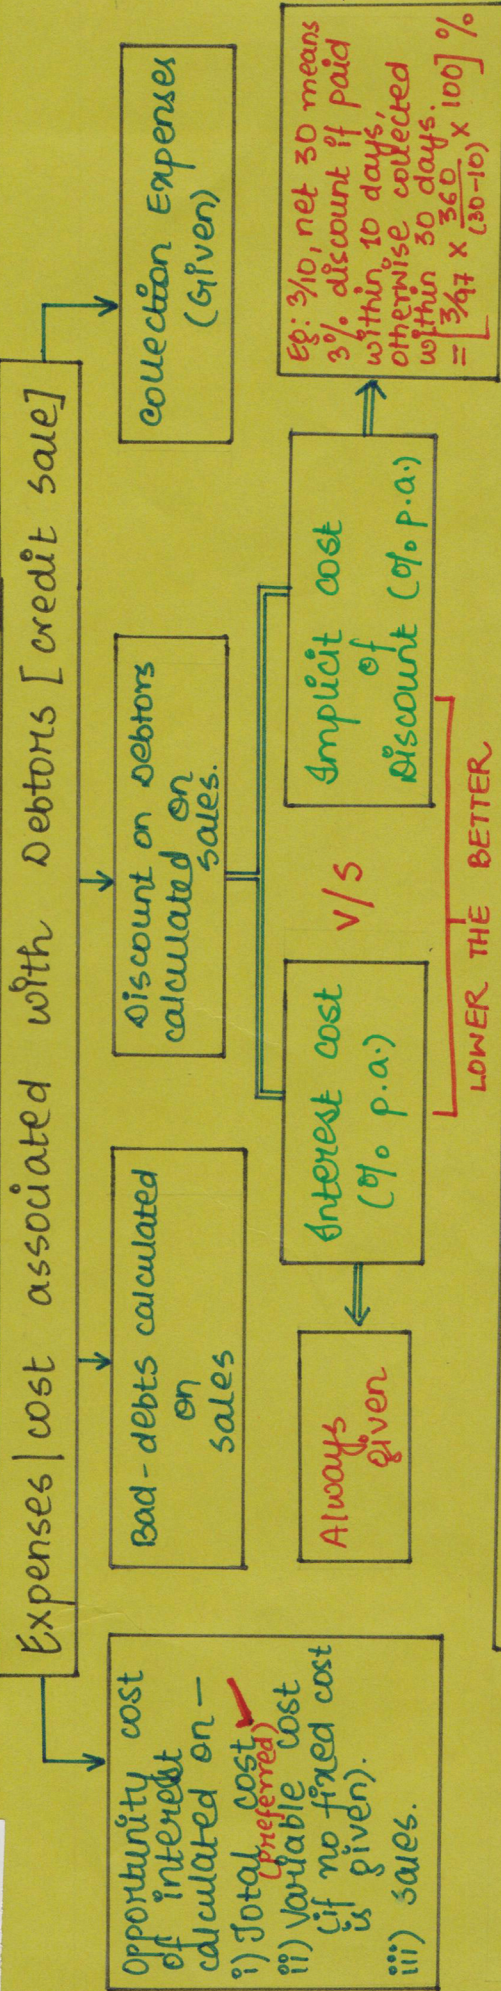 Expenses | cost associated with Debtors [credit sale]
Opportunity cost
of interest
calculated on -
i) Total cost ✓
(preferred)
ii) Variable cost
(if no fixed cost
is given).
iii) sales.
Bad-debts calculated
on
sales
Discount on Debtors
calculated on
sales.
collection Expenses
(Given)
Always
given
Interest cost
(% p.a.)
V/S
Implicit cost
of
Discount (% p.a.)
LOWER THE BETTER
Eg: 3/10, net 30 means
3% discount if paid
within 10 days,
otherwise collected
within 30 days.
= [3/97 × 360/(30-10) × 100] %